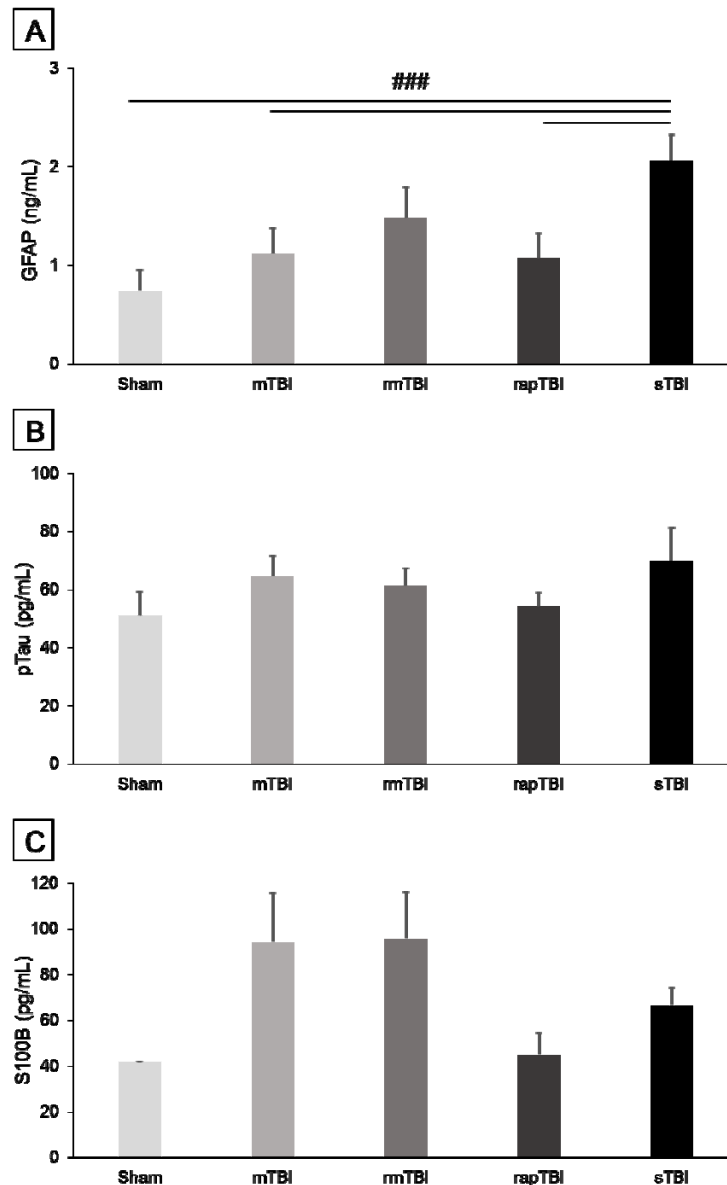 A
###
3
2
1
0
GFAP (ng/mL)
Sham mTBI rmTBI rapTBI sTBI
B
100
80
60
40
20
0
pTau (pg/mL)
Sham mTBI rmTBI rapTBI sTBI
C
120
100
80
60
40
20
0
S100B (pg/mL)
Sham mTBI rmTBI rapTBI sTBI